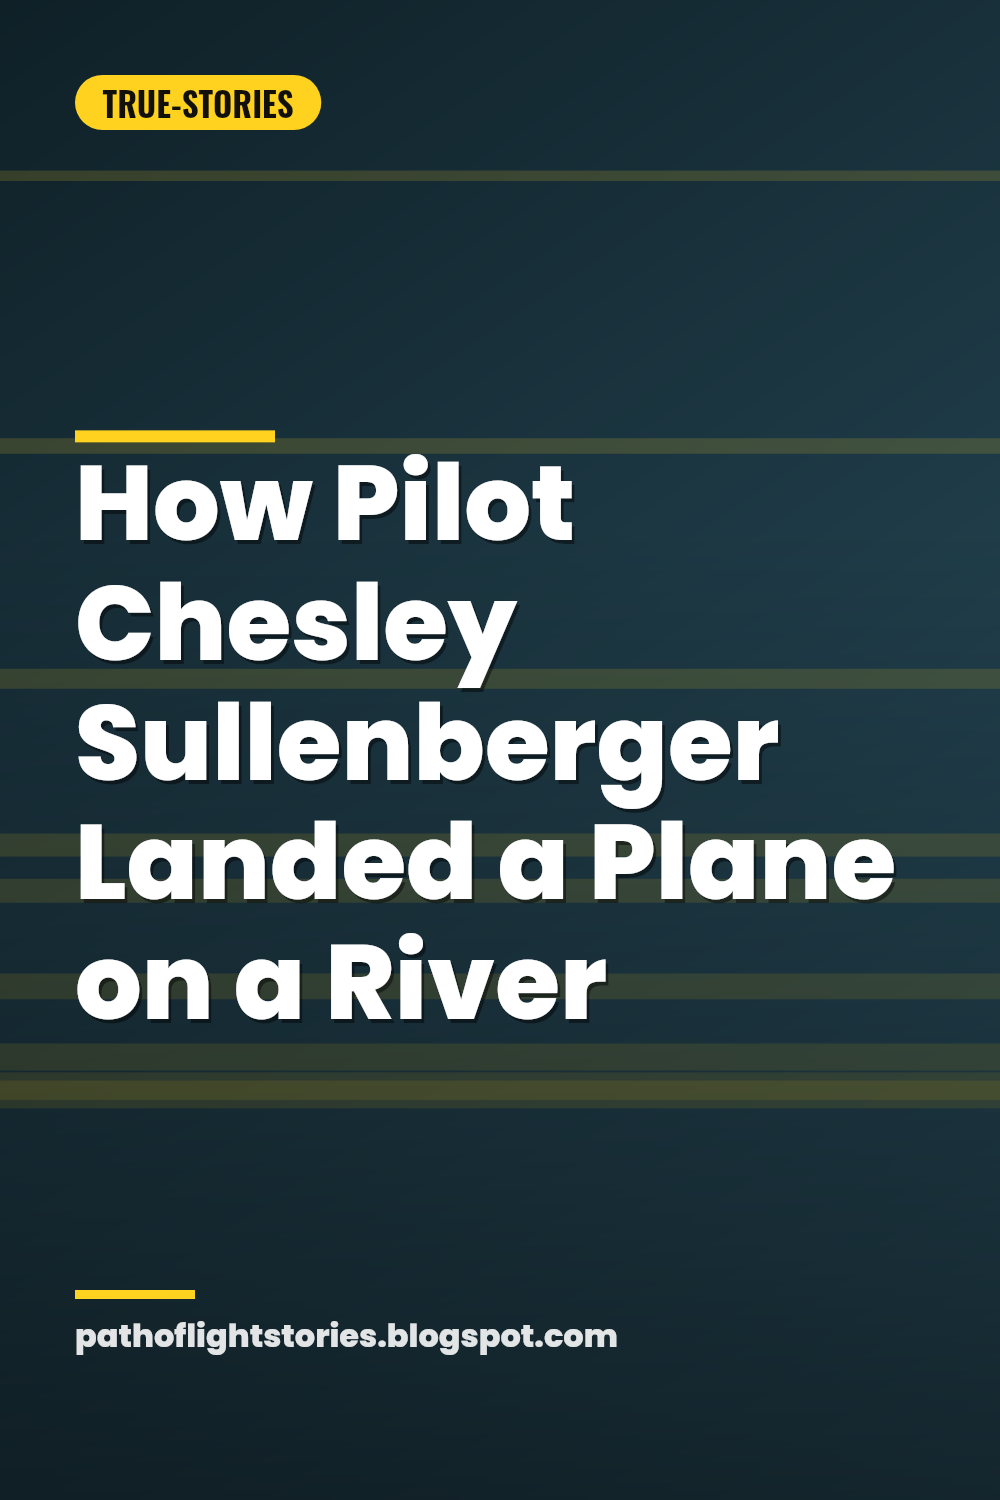 TRUE-STORIES
How Pilot
Chesley
Sullenberger
Landed a Plane
on a River
pathoflightstories.blogspot.com